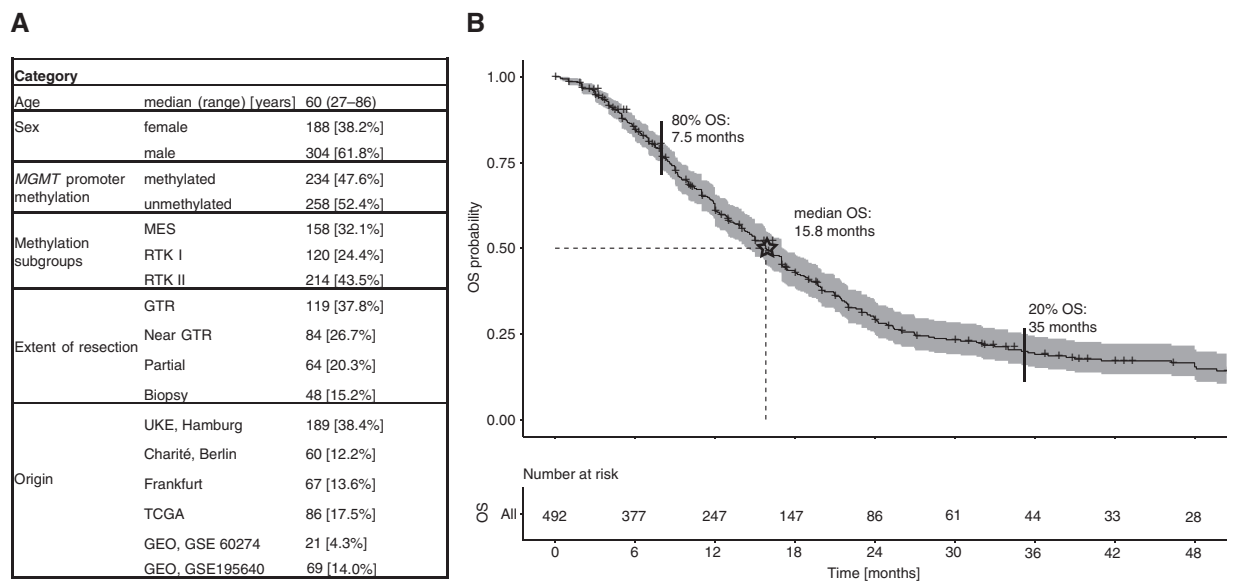 A
Category
Age median (range) [years] 60 (27–86)
Sex female 188 [38.2%]
male 304 [61.8%]
MGMT promoter methylation methylated 234 [47.6%]
unmethylated 258 [52.4%]
Methylation subgroups MES 158 [32.1%]
RTK I 120 [24.4%]
RTK II 214 [43.5%]
Extent of resection GTR 119 [37.8%]
Near GTR 84 [26.7%]
Partial 64 [20.3%]
Biopsy 48 [15.2%]
Origin UKE, Hamburg 189 [38.4%]
Charité, Berlin 60 [12.2%]
Frankfurt 67 [13.6%]
TCGA 86 [17.5%]
GEO, GSE 60274 21 [4.3%]
GEO, GSE195640 69 [14.0%]
B
OS probability
1.00
0.75
0.50
0.25
0.00
80% OS:
7.5 months
median OS:
15.8 months
20% OS:
35 months
Number at risk
OS
All 492 377 247 147 86 61 44 33 28
0 6 12 18 24 30 36 42 48
Time [months]